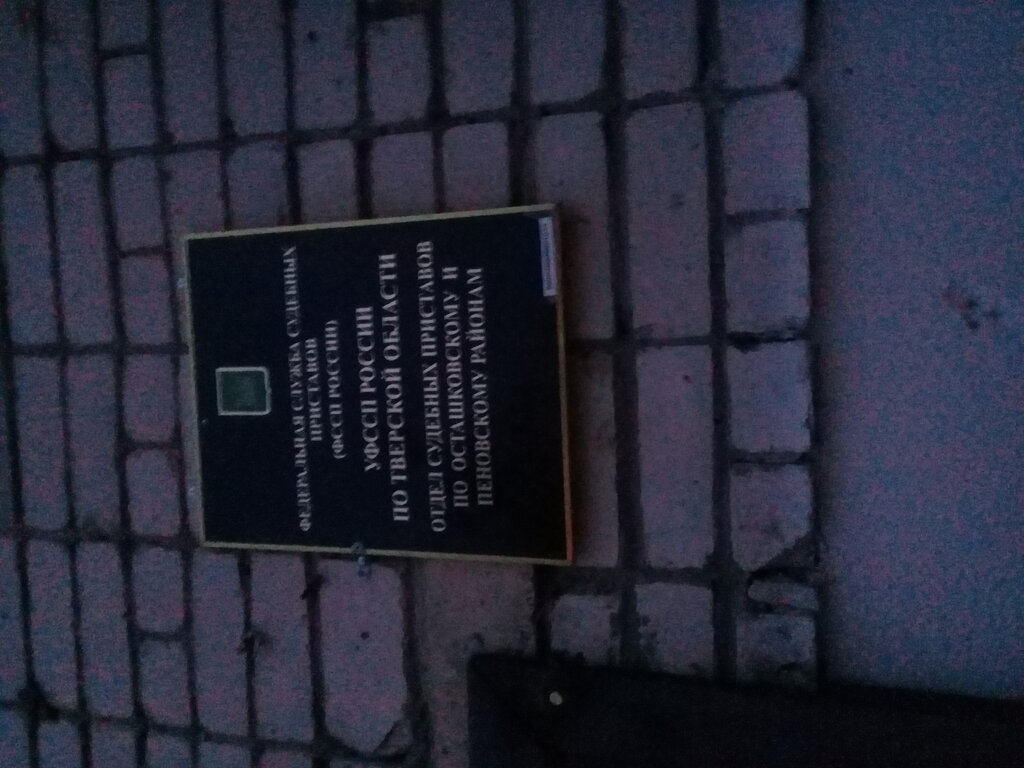 ФЕДЕРАЛЬНАЯ СЛУЖБА СУДЕБНЫХ
ПРИСТАВОВ
(ФССП РОССИИ)
УФССП РОССИИ
ПО ТВЕРСКОЙ ОБЛАСТИ
ОТДЕЛ СУДЕБНЫХ ПРИСТАВОВ
ПО ОСТАШКОВСКОМУ И
ПЕНОВСКОМУ РАЙОНАМ